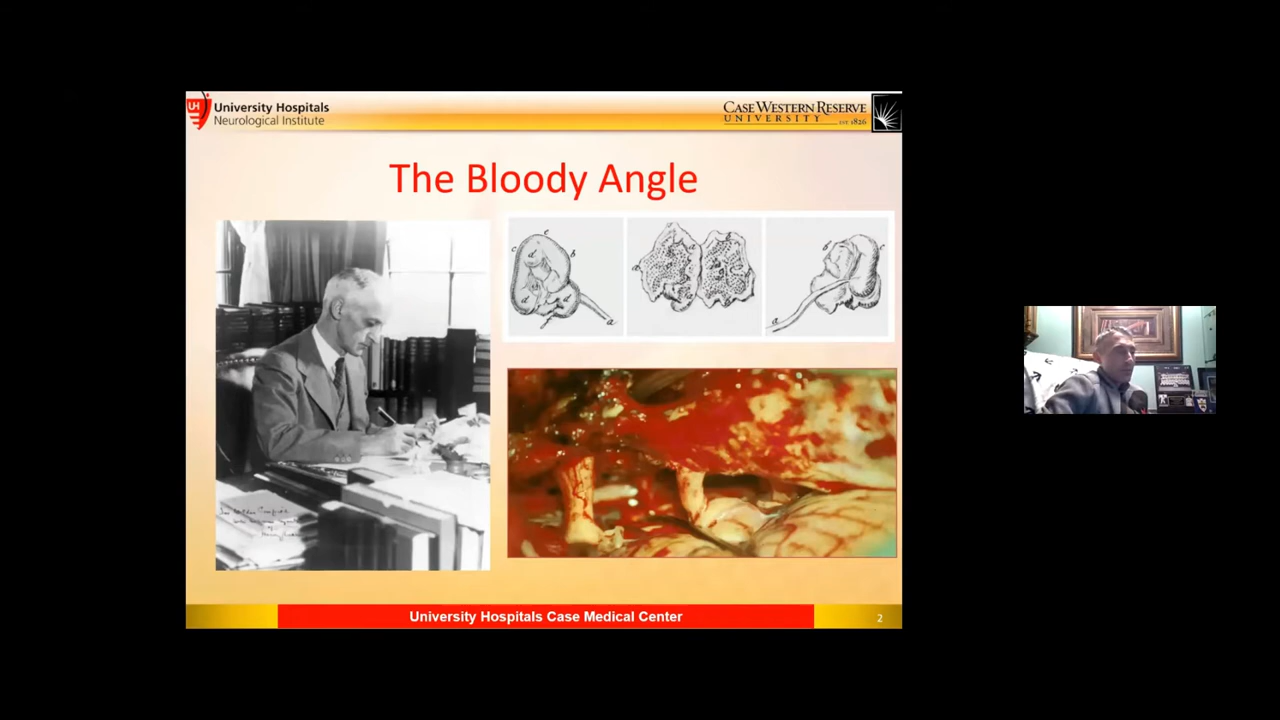 UH
University Hospitals
Neurological Institute
CASE WESTERN RESERVE
UNIVERSITY EST. 1826
The Bloody Angle
c
e
b
d
d
d
a
a
University Hospitals Case Medical Center
2